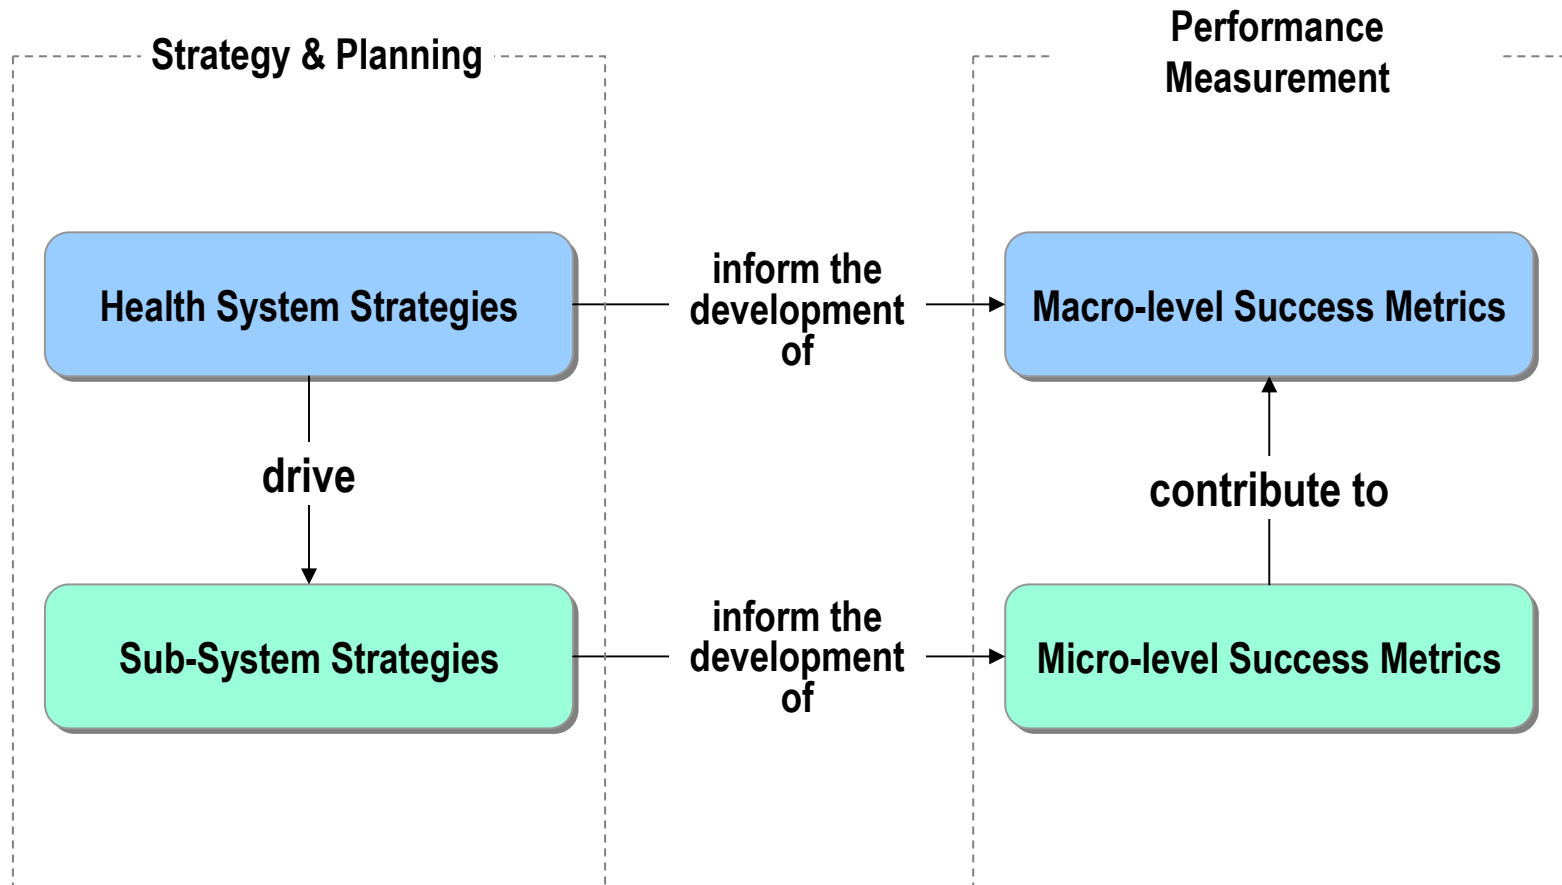 Strategy & Planning
Performance
Measurement
Health System Strategies
inform the
development
of
Macro-level Success Metrics
drive
contribute to
Sub-System Strategies
inform the
development
of
Micro-level Success Metrics